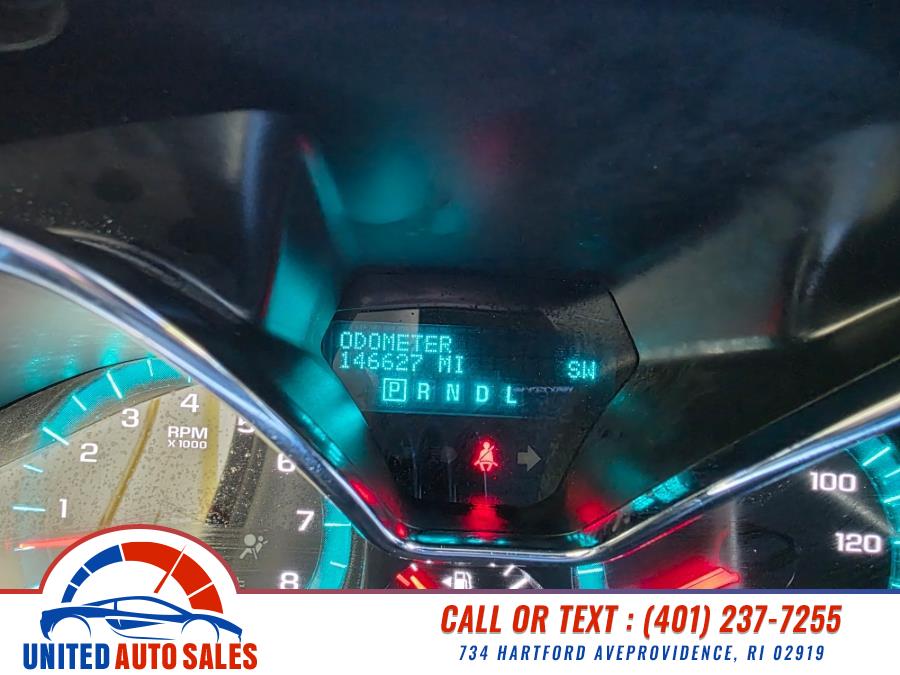 ODOMETER
146627 MI
SW
P R N D L
1
2
3
4
5
6
7
8
RPM
X 1000
100
120
UNITED AUTO SALES
CALL OR TEXT : (401) 237-7255
734 HARTFORD AVEPROVIDENCE, RI 02919